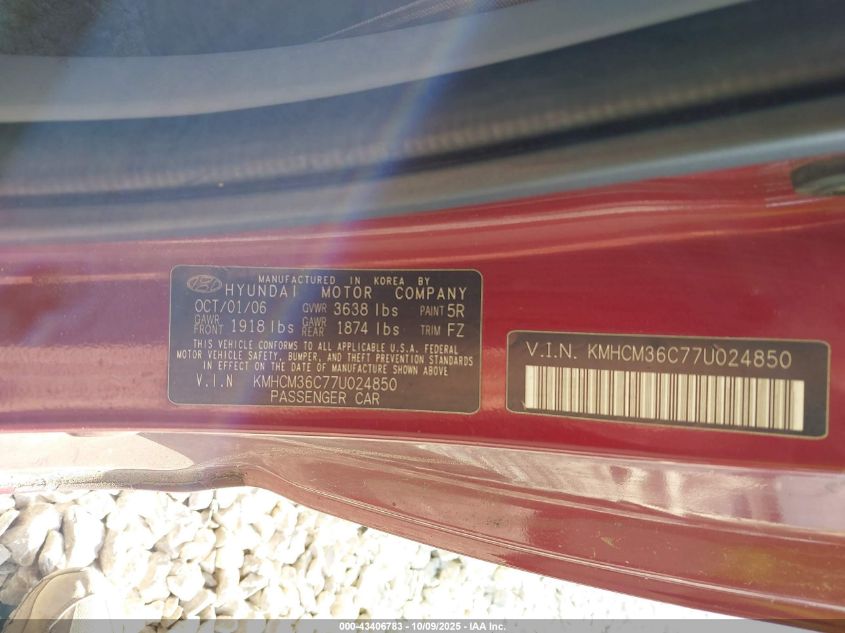 MANUFACTURED IN KOREA BY
HYUNDAI MOTOR COMPANY
OCT/01/06 GVWR 3638 lbs PAINT 5R
GAWR FRONT 1918 lbs GAWR REAR 1874 lbs TRIM FZ
THIS VEHICLE CONFORMS TO ALL APPLICABLE U.S.A. FEDERAL
MOTOR VEHICLE SAFETY, BUMPER, AND THEFT PREVENTION STANDARDS
IN EFFECT ON THE DATE OF MANUFACTURE SHOWN ABOVE
V.I.N KMHCM36C77U024850
PASSENGER CAR
V.I.N. KMHCM36C77U024850
000-43406783 - 10/09/2025 - IAA Inc.